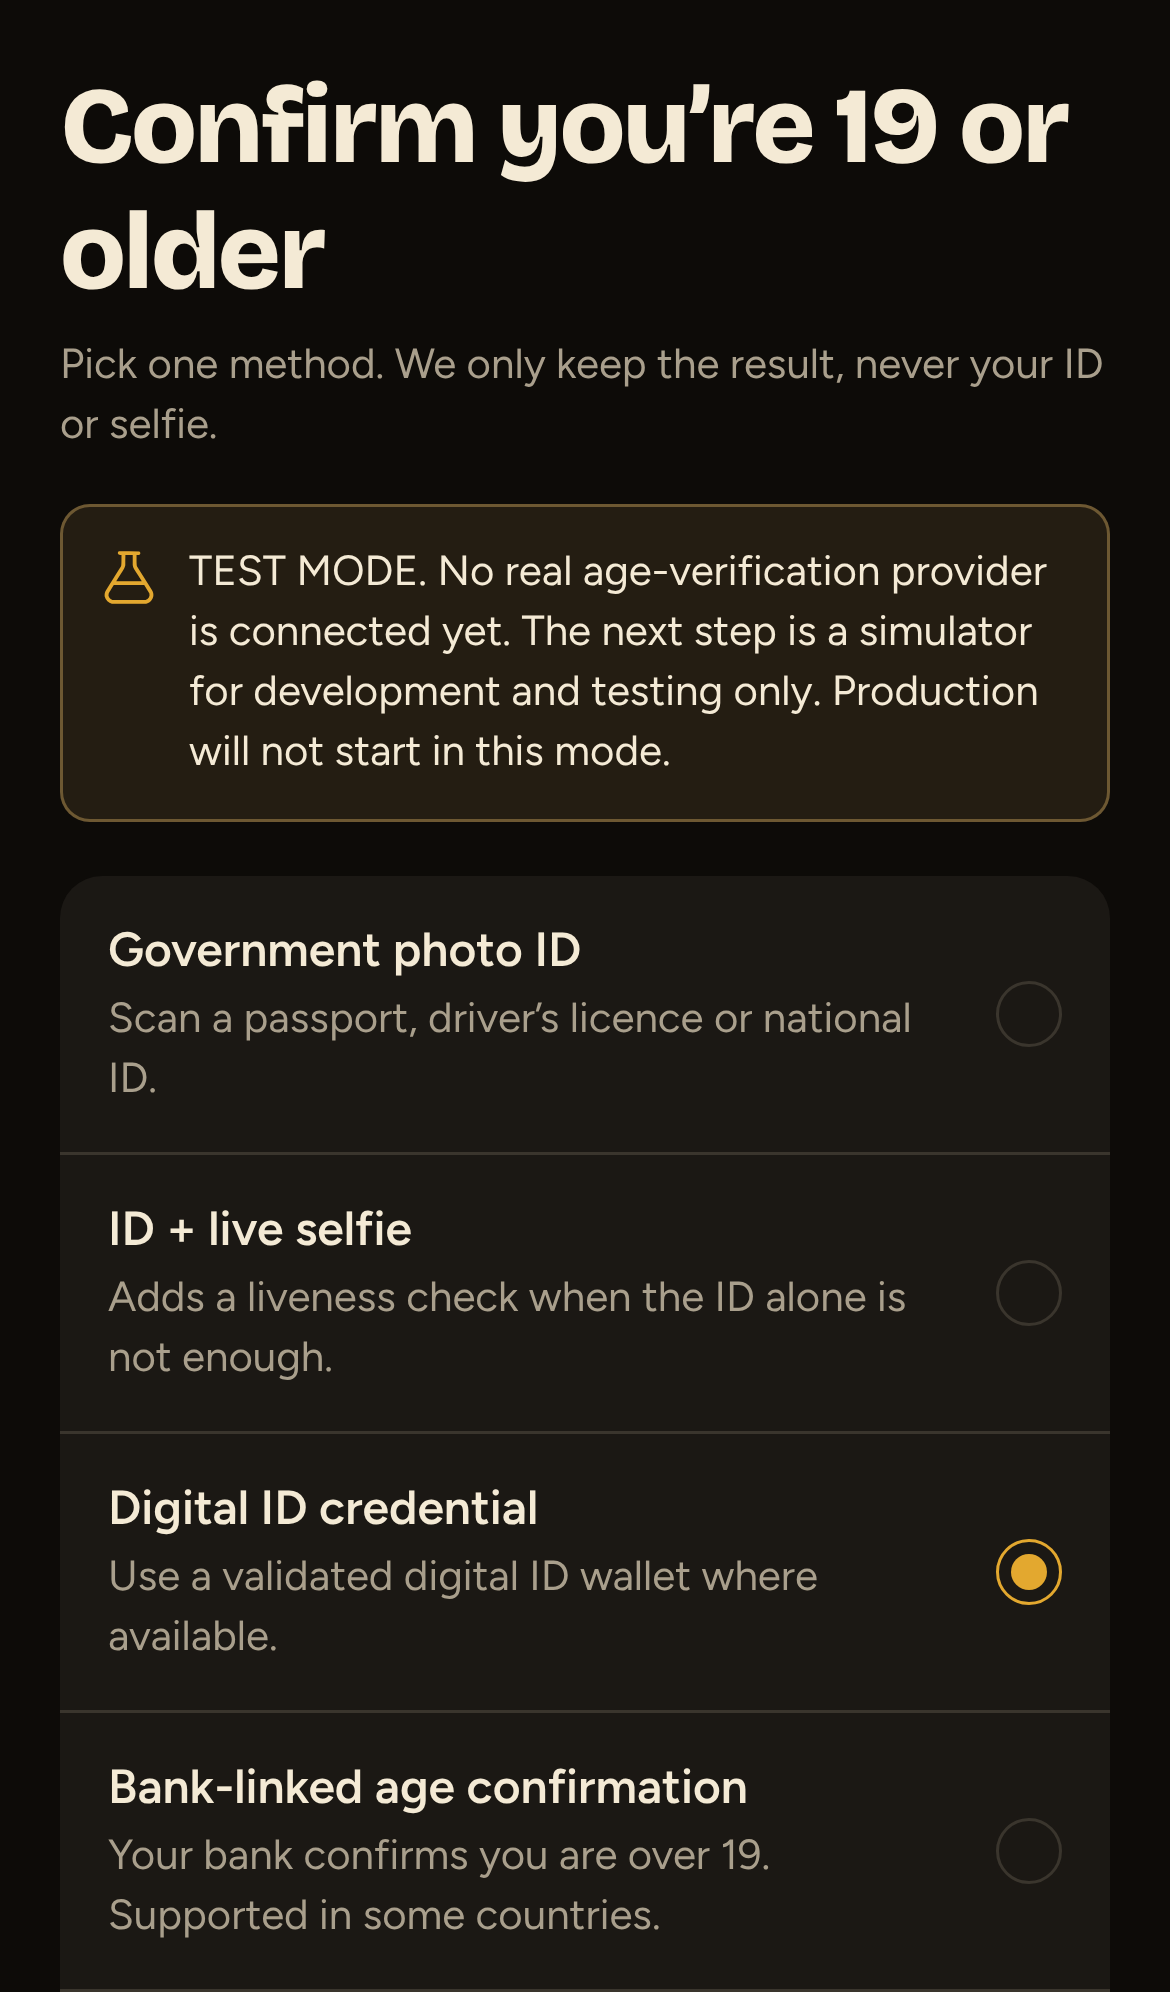 Confirm you’re 19 or
older
Pick one method. We only keep the result, never your ID
or selfie.
TEST MODE. No real age-verification provider
is connected yet. The next step is a simulator
for development and testing only. Production
will not start in this mode.
Government photo ID
Scan a passport, driver’s licence or national
ID.
ID + live selfie
Adds a liveness check when the ID alone is
not enough.
Digital ID credential
Use a validated digital ID wallet where
available.
Bank-linked age confirmation
Your bank confirms you are over 19.
Supported in some countries.